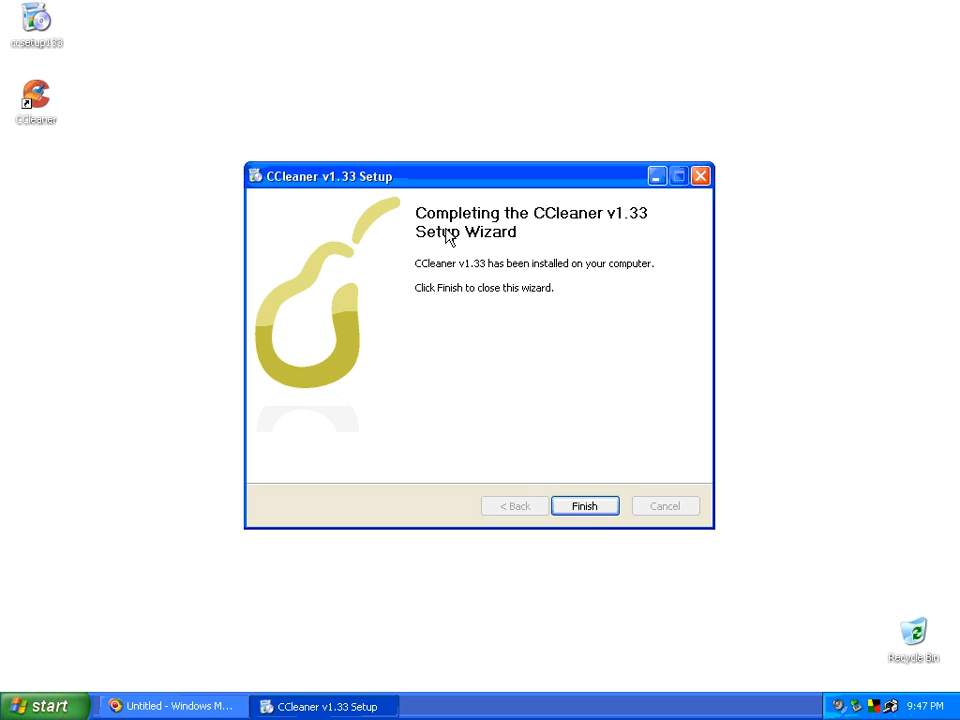 ccsetup133
CCleaner
CCleaner v1.33 Setup
Completing the CCleaner v1.33
Setup Wizard
CCleaner v1.33 has been installed on your computer.
Click Finish to close this wizard.
< Back
Finish
Cancel
Recycle Bin
start
Untitled - Windows M...
CCleaner v1.33 Setup
9:47 PM